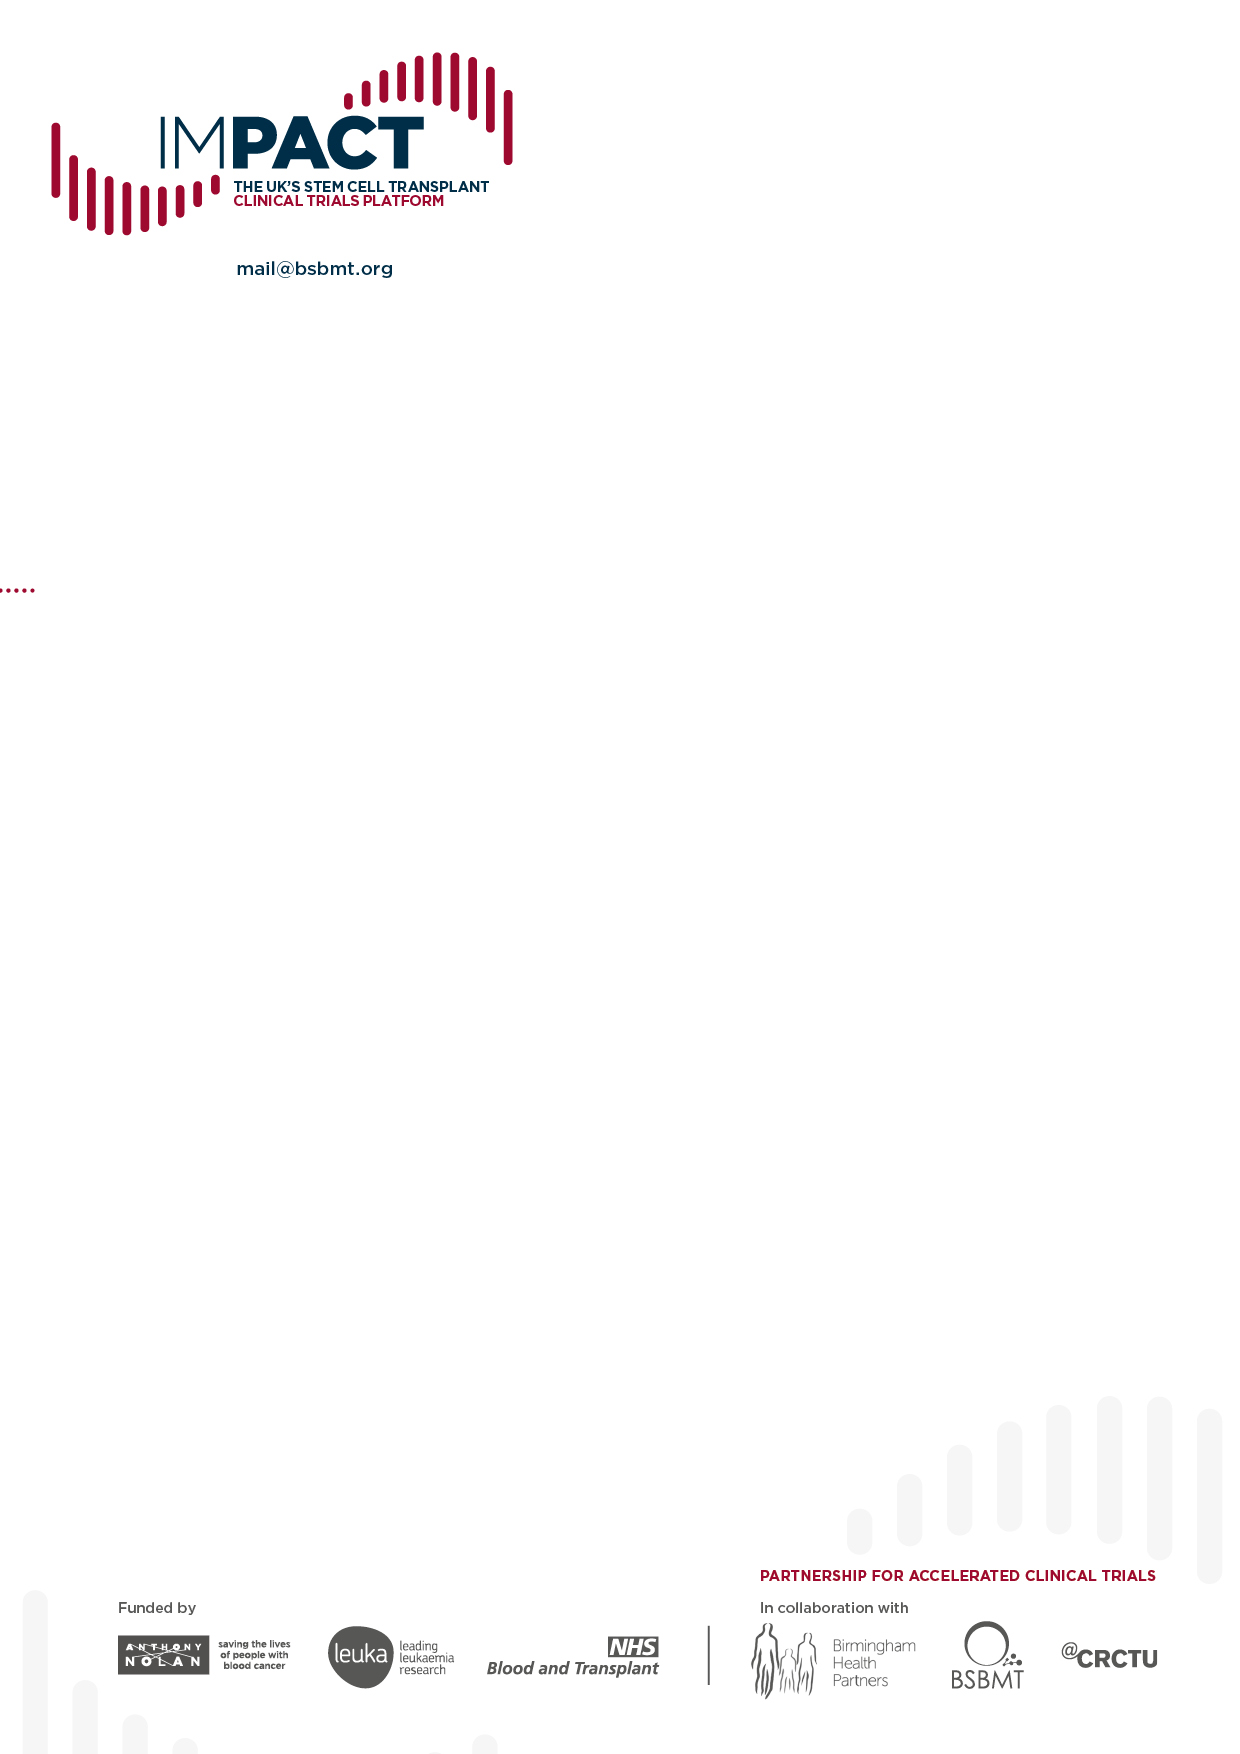 IMPACT
THE UK'S STEM CELL TRANSPLANT
CLINICAL TRIALS PLATFORM
mail@bsbmt.org
PARTNERSHIP FOR ACCELERATED CLINICAL TRIALS
Funded by
In collaboration with
ANTHONY
NOLAN
saving the lives
of people with
blood cancer
leuka
leading
leukaemia
research
NHS
Blood and Transplant
Birmingham
Health
Partners
BSBMT
@CRCTU